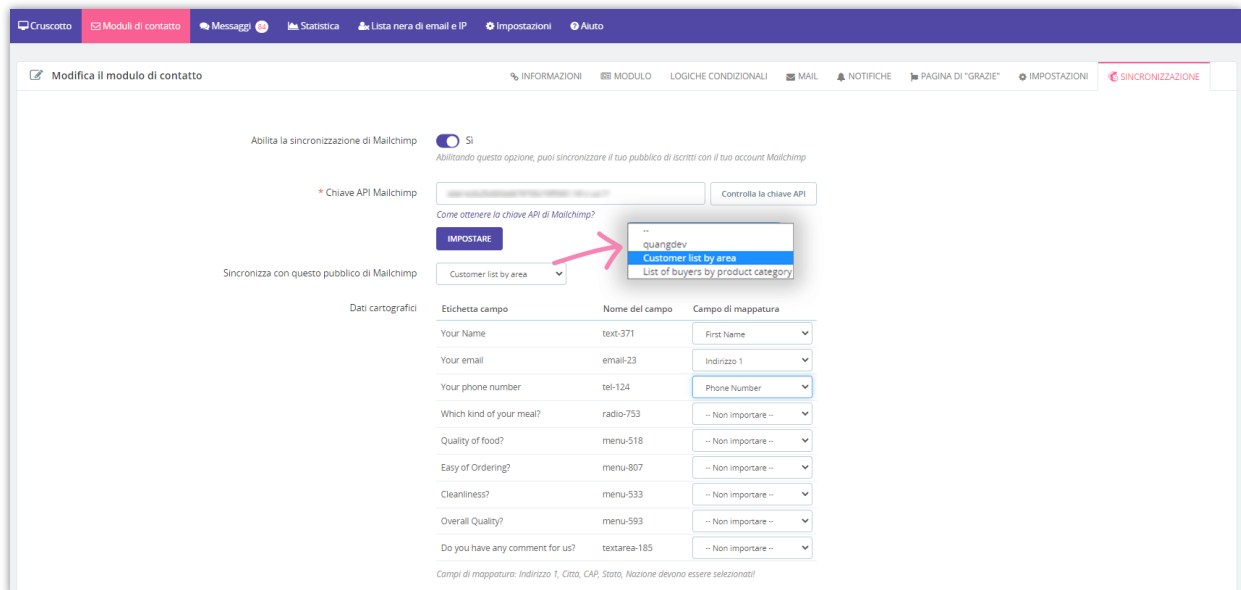 Cruscotto Moduli di contatto Messaggi 54 Statistica Lista nera di email e IP Impostazioni Aiuto
Modifica il modulo di contatto INFORMAZIONI MODULO LOGICHE CONDIZIONALI MAIL NOTIFICHE PAGINA DI "GRAZIE" IMPOSTAZIONI SINCRONIZZAZIONE
Abilita la sincronizzazione di Mailchimp Sì
Abilitando questa opzione, puoi sincronizzare il tuo pubblico di iscritti con il tuo account Mailchimp
* Chiave API Mailchimp Controlla la chiave API
Come ottenere la chiave API di Mailchimp?
IMPOSTARE
--
quangdev
Customer list by area
List of buyers by product category
Sincronizza con questo pubblico di Mailchimp Customer list by area
Dati cartografici Etichetta campo Nome del campo Campo di mappatura
Your Name text-371 First Name
Your email email-23 Indirizzo 1
Your phone number tel-124 Phone Number
Which kind of your meal? radio-753 -- Non importare --
Quality of food? menu-518 -- Non importare --
Easy of Ordering? menu-807 -- Non importare --
Cleanliness? menu-533 -- Non importare --
Overall Quality? menu-593 -- Non importare --
Do you have any comment for us? textarea-185 -- Non importare --
Campi di mappatura: Indirizzo 1, Citta, CAP, Stato, Nazione devono essere selezionati!